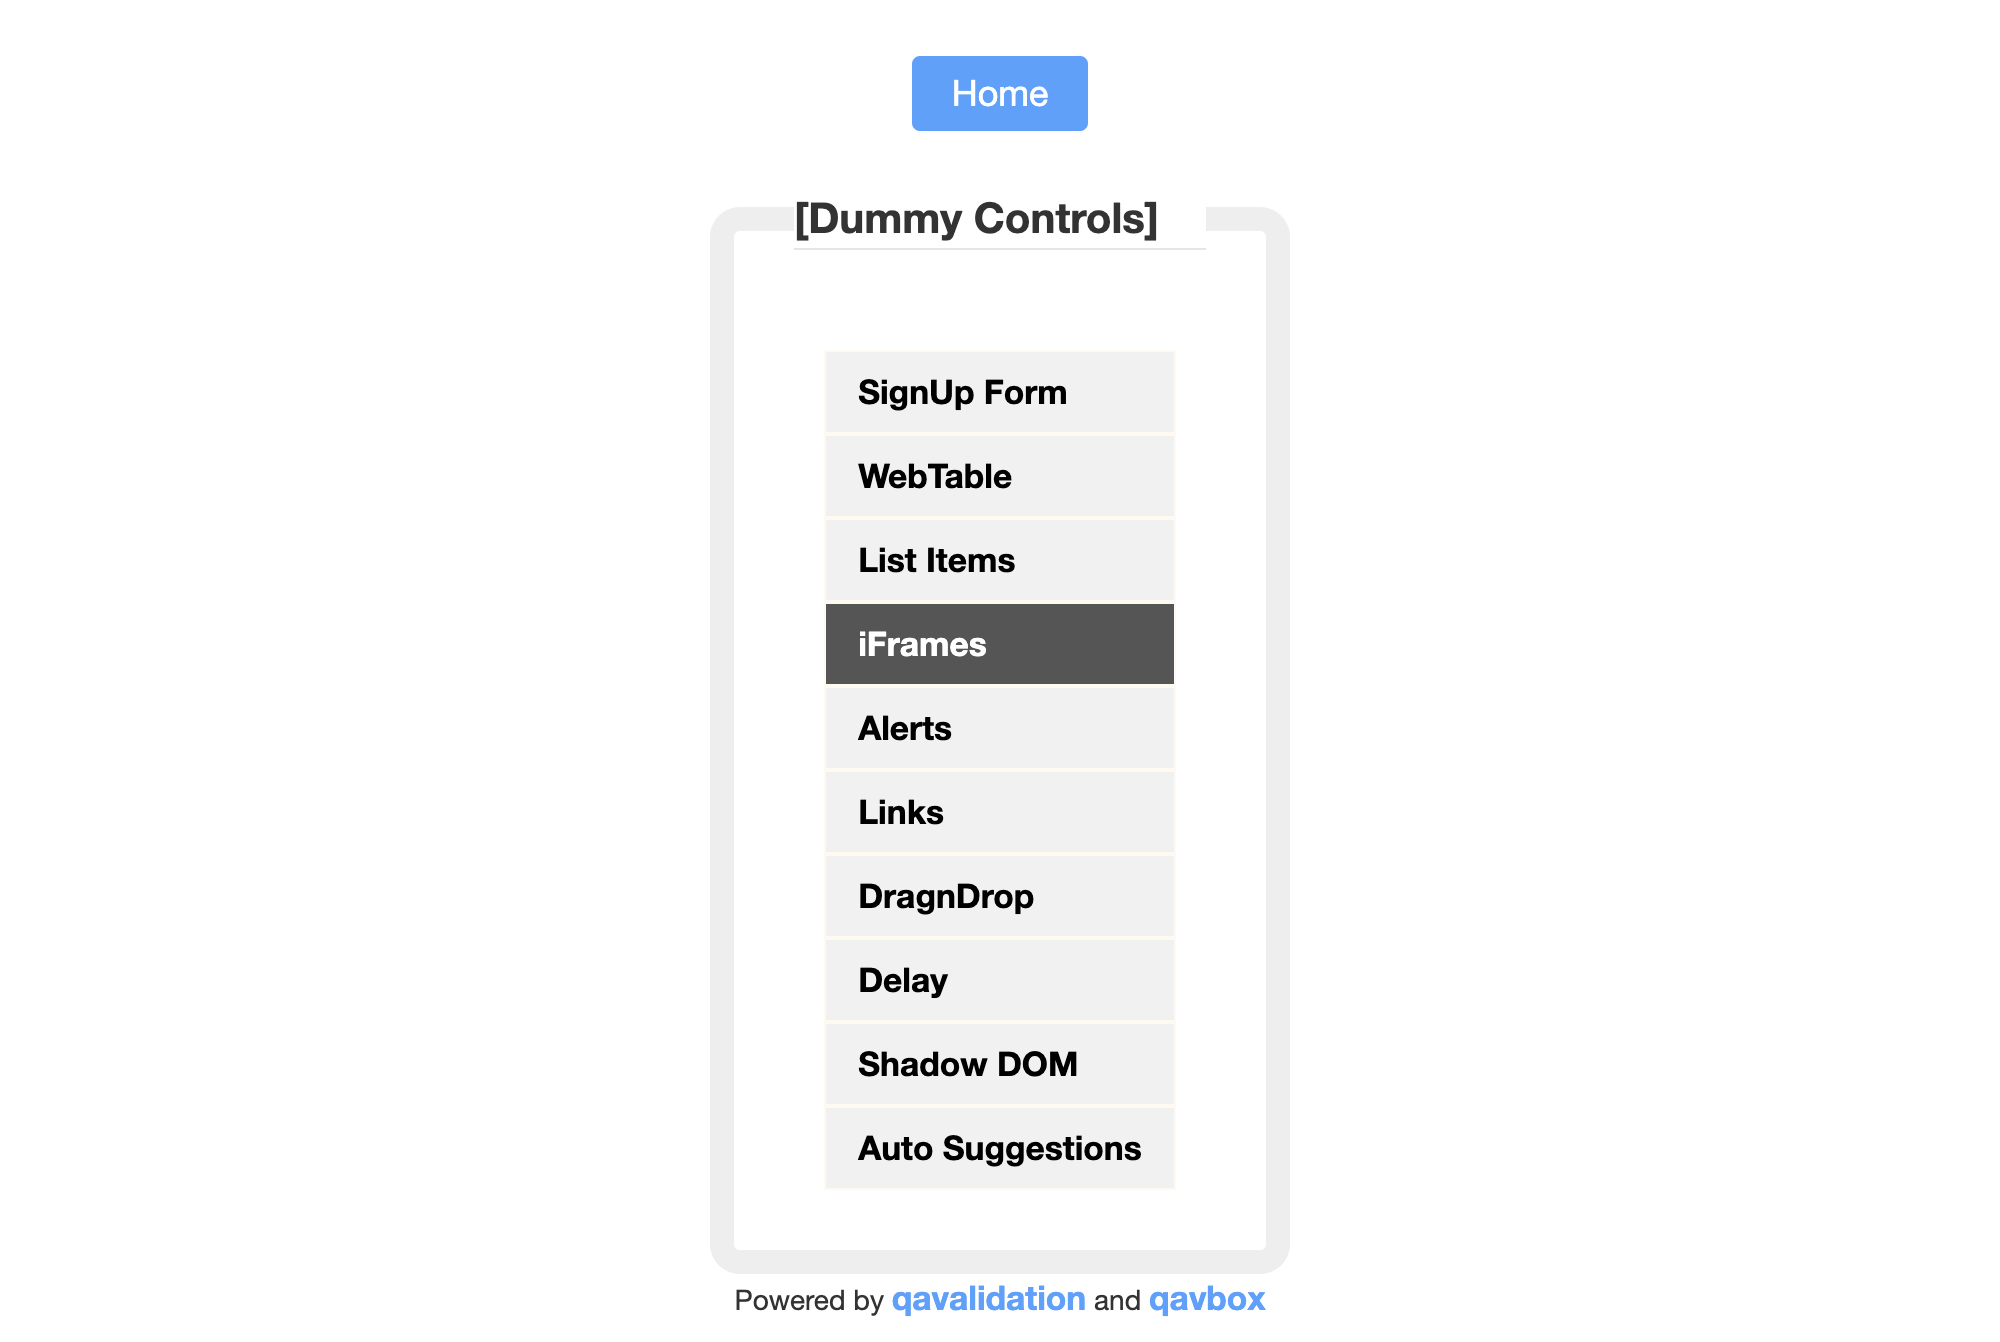 Home
[Dummy Controls]
SignUp Form
WebTable
List Items
iFrames
Alerts
Links
DragnDrop
Delay
Shadow DOM
Auto Suggestions
Powered by qavalidation and qavbox